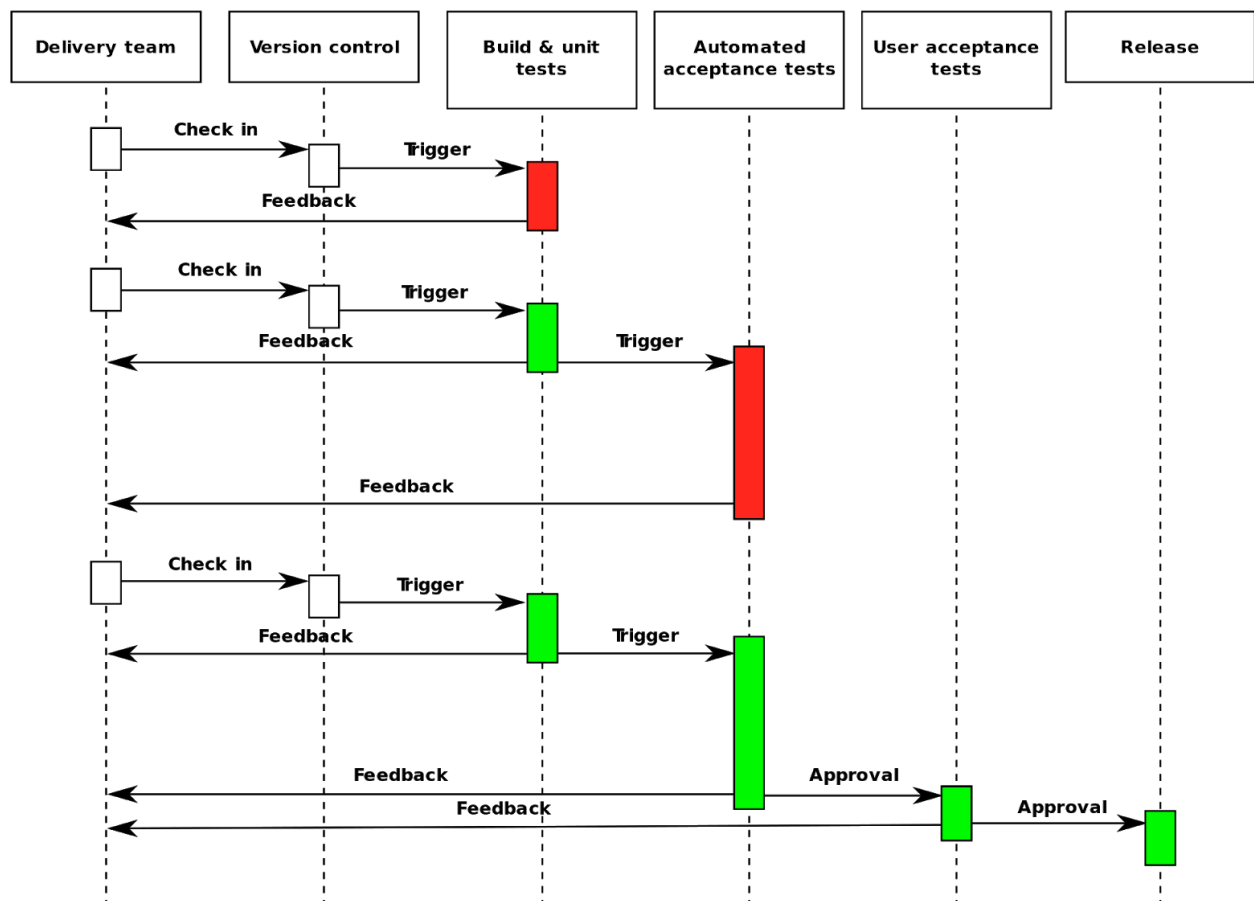 Delivery team
Version control
Build & unit
tests
Automated
acceptance tests
User acceptance
tests
Release
Check in
Trigger
Feedback
Check in
Trigger
Feedback
Trigger
Feedback
Check in
Trigger
Feedback
Trigger
Feedback
Approval
Feedback
Approval